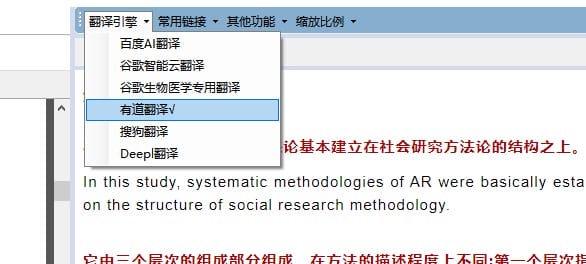 翻译引擎 常用链接 其他功能 缩放比例
百度AI翻译
谷歌智能云翻译
谷歌生物医学专用翻译
有道翻译√
搜狗翻译
Deepl翻译
论基本建立在社会研究方法论的结构之上。
In this study, systematic methodologies of AR were basically esta
on the structure of social research methodology.
它由三个层次的组成部分组成，在方法的描述程度上不同:第一个层次